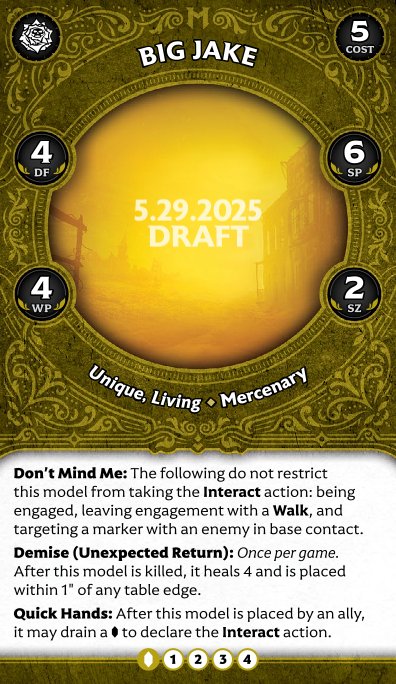 M
BIG JAKE
5
COST
4
DF
6
SP
5.29.2025
DRAFT
4
WP
2
SZ
Unique, Living ⬥ Mercenary
Don't Mind Me: The following do not restrict
this model from taking the Interact action: being
engaged, leaving engagement with a Walk, and
targeting a marker with an enemy in base contact.
Demise (Unexpected Return): Once per game.
After this model is killed, it heals 4 and is placed
within 1" of any table edge.
Quick Hands: After this model is placed by an ally,
it may drain a ⬧ to declare the Interact action.
1 2 3 4